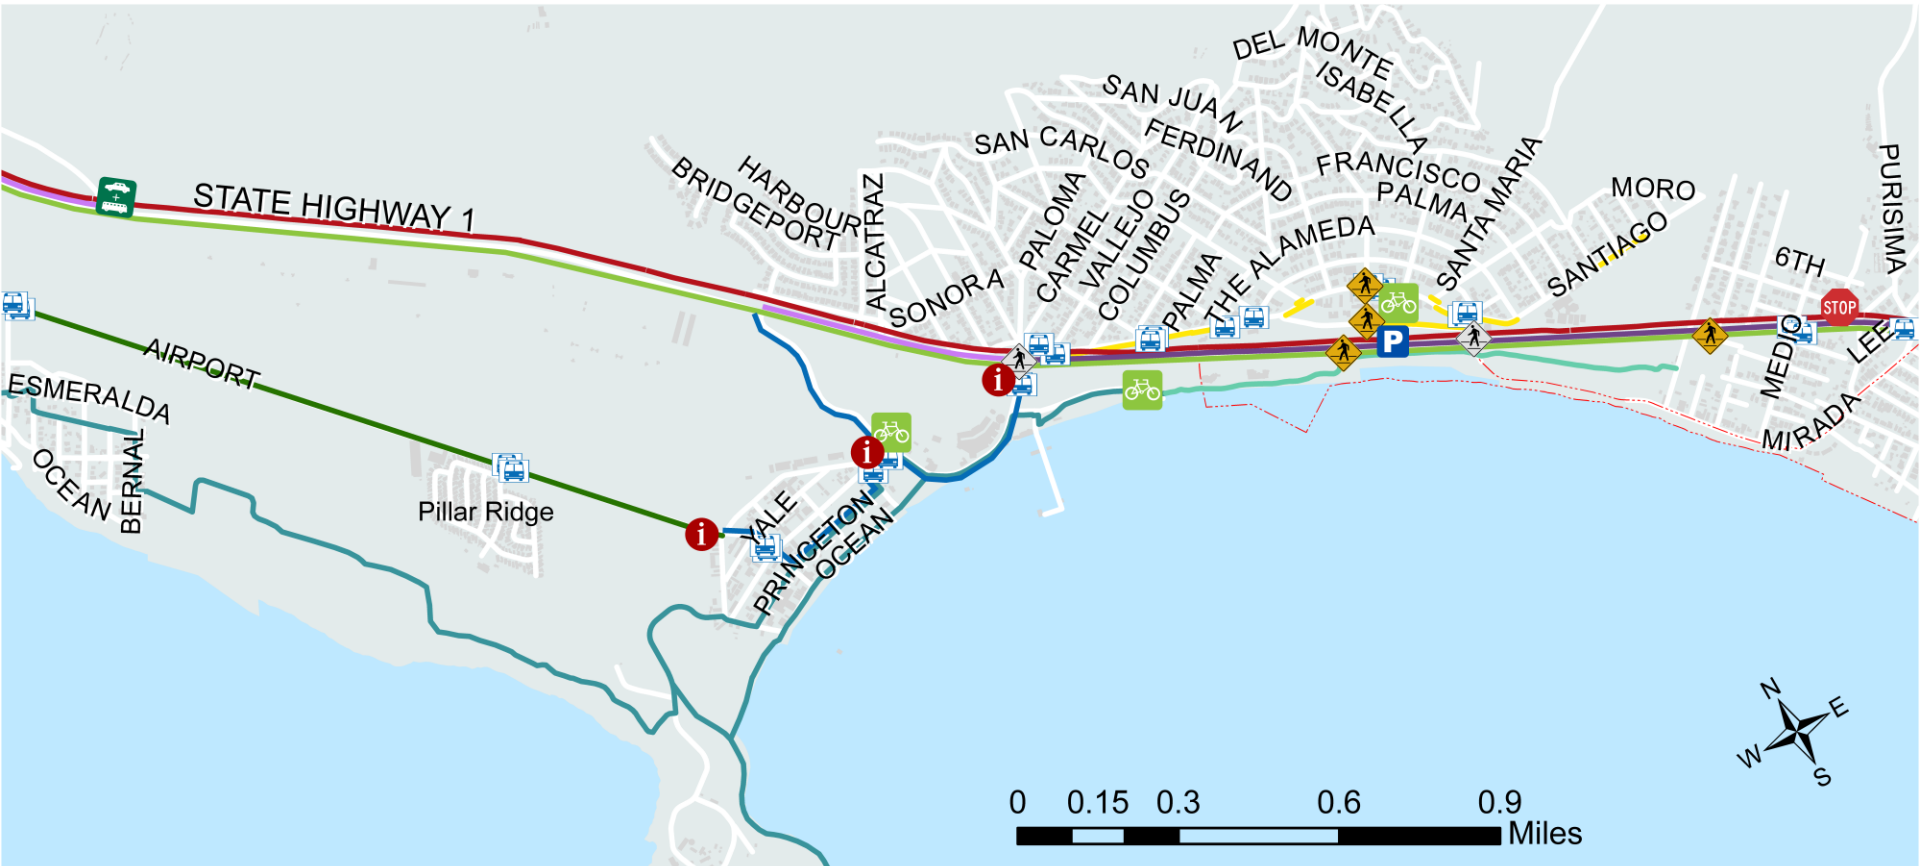 DEL MONTE
ISABELLA
SAN JUAN
FERDINAND
SAN CARLOS
FRANCISCO
PALMA
SANTA MARIA
MORO
SANTIAGO
PURISIMA
6TH
HARBOUR
BRIDGEPORT
ALCATRAZ
PALOMA
CARMEL
VALLEJO
COLUMBUS
SONORA
PALMA
THE ALAMEDA
STATE HIGHWAY 1
STOP
P
MEDIO
LEE
MIRADA
AIRPORT
ESMERALDA
BERNAL
OCEAN
Pillar Ridge
i
i
i
YALE
PRINCETON
OCEAN
N
E
W
S
0 0.15 0.3 0.6 0.9
Miles